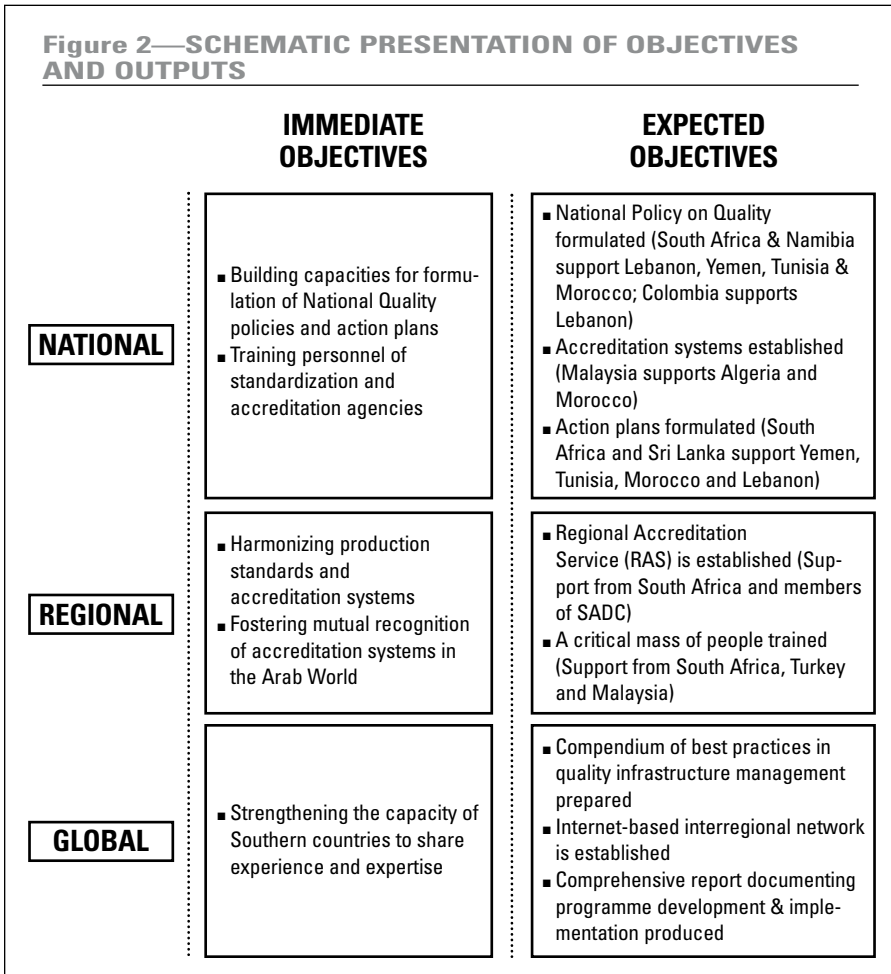 Figure 2—SCHEMATIC PRESENTATION OF OBJECTIVES
AND OUTPUTS
IMMEDIATE
OBJECTIVES
EXPECTED
OBJECTIVES
NATIONAL
■ Building capacities for formu-
lation of National Quality
policies and action plans
■ Training personnel of
standardization and
accreditation agencies
■ National Policy on Quality
formulated (South Africa & Namibia
support Lebanon, Yemen, Tunisia &
Morocco; Colombia supports
Lebanon)
■ Accreditation systems established
(Malaysia supports Algeria and
Morocco)
■ Action plans formulated (South
Africa and Sri Lanka support Yemen,
Tunisia, Morocco and Lebanon)
REGIONAL
■ Harmonizing production
standards and
accreditation systems
■ Fostering mutual recognition
of accreditation systems in
the Arab World
■ Regional Accreditation
Service (RAS) is established (Sup-
port from South Africa and members
of SADC)
■ A critical mass of people trained
(Support from South Africa, Turkey
and Malaysia)
GLOBAL
■ Strengthening the capacity of
Southern countries to share
experience and expertise
■ Compendium of best practices in
quality infrastructure management
prepared
■ Internet-based interregional network
is established
■ Comprehensive report documenting
programme development & imple-
mentation produced